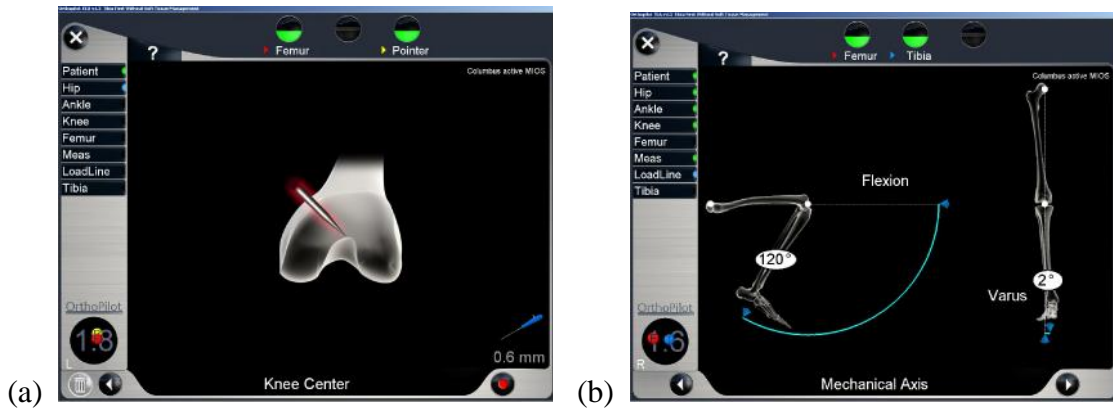 ?
Femur
Pointer
Columbus active MIOS
Patient
Hip
Ankle
Knee
Femur
Meas
LoadLine
Tibia
OrthoPilot
1.8
L
0.6 mm
Knee Center
(a)
?
Femur
Tibia
Columbus active MIOS
Patient
Hip
Ankle
Knee
Femur
Meas
LoadLine
Tibia
Flexion
120°
2°
Varus
OrthoPilot
1.6
R
Mechanical Axis
(b)